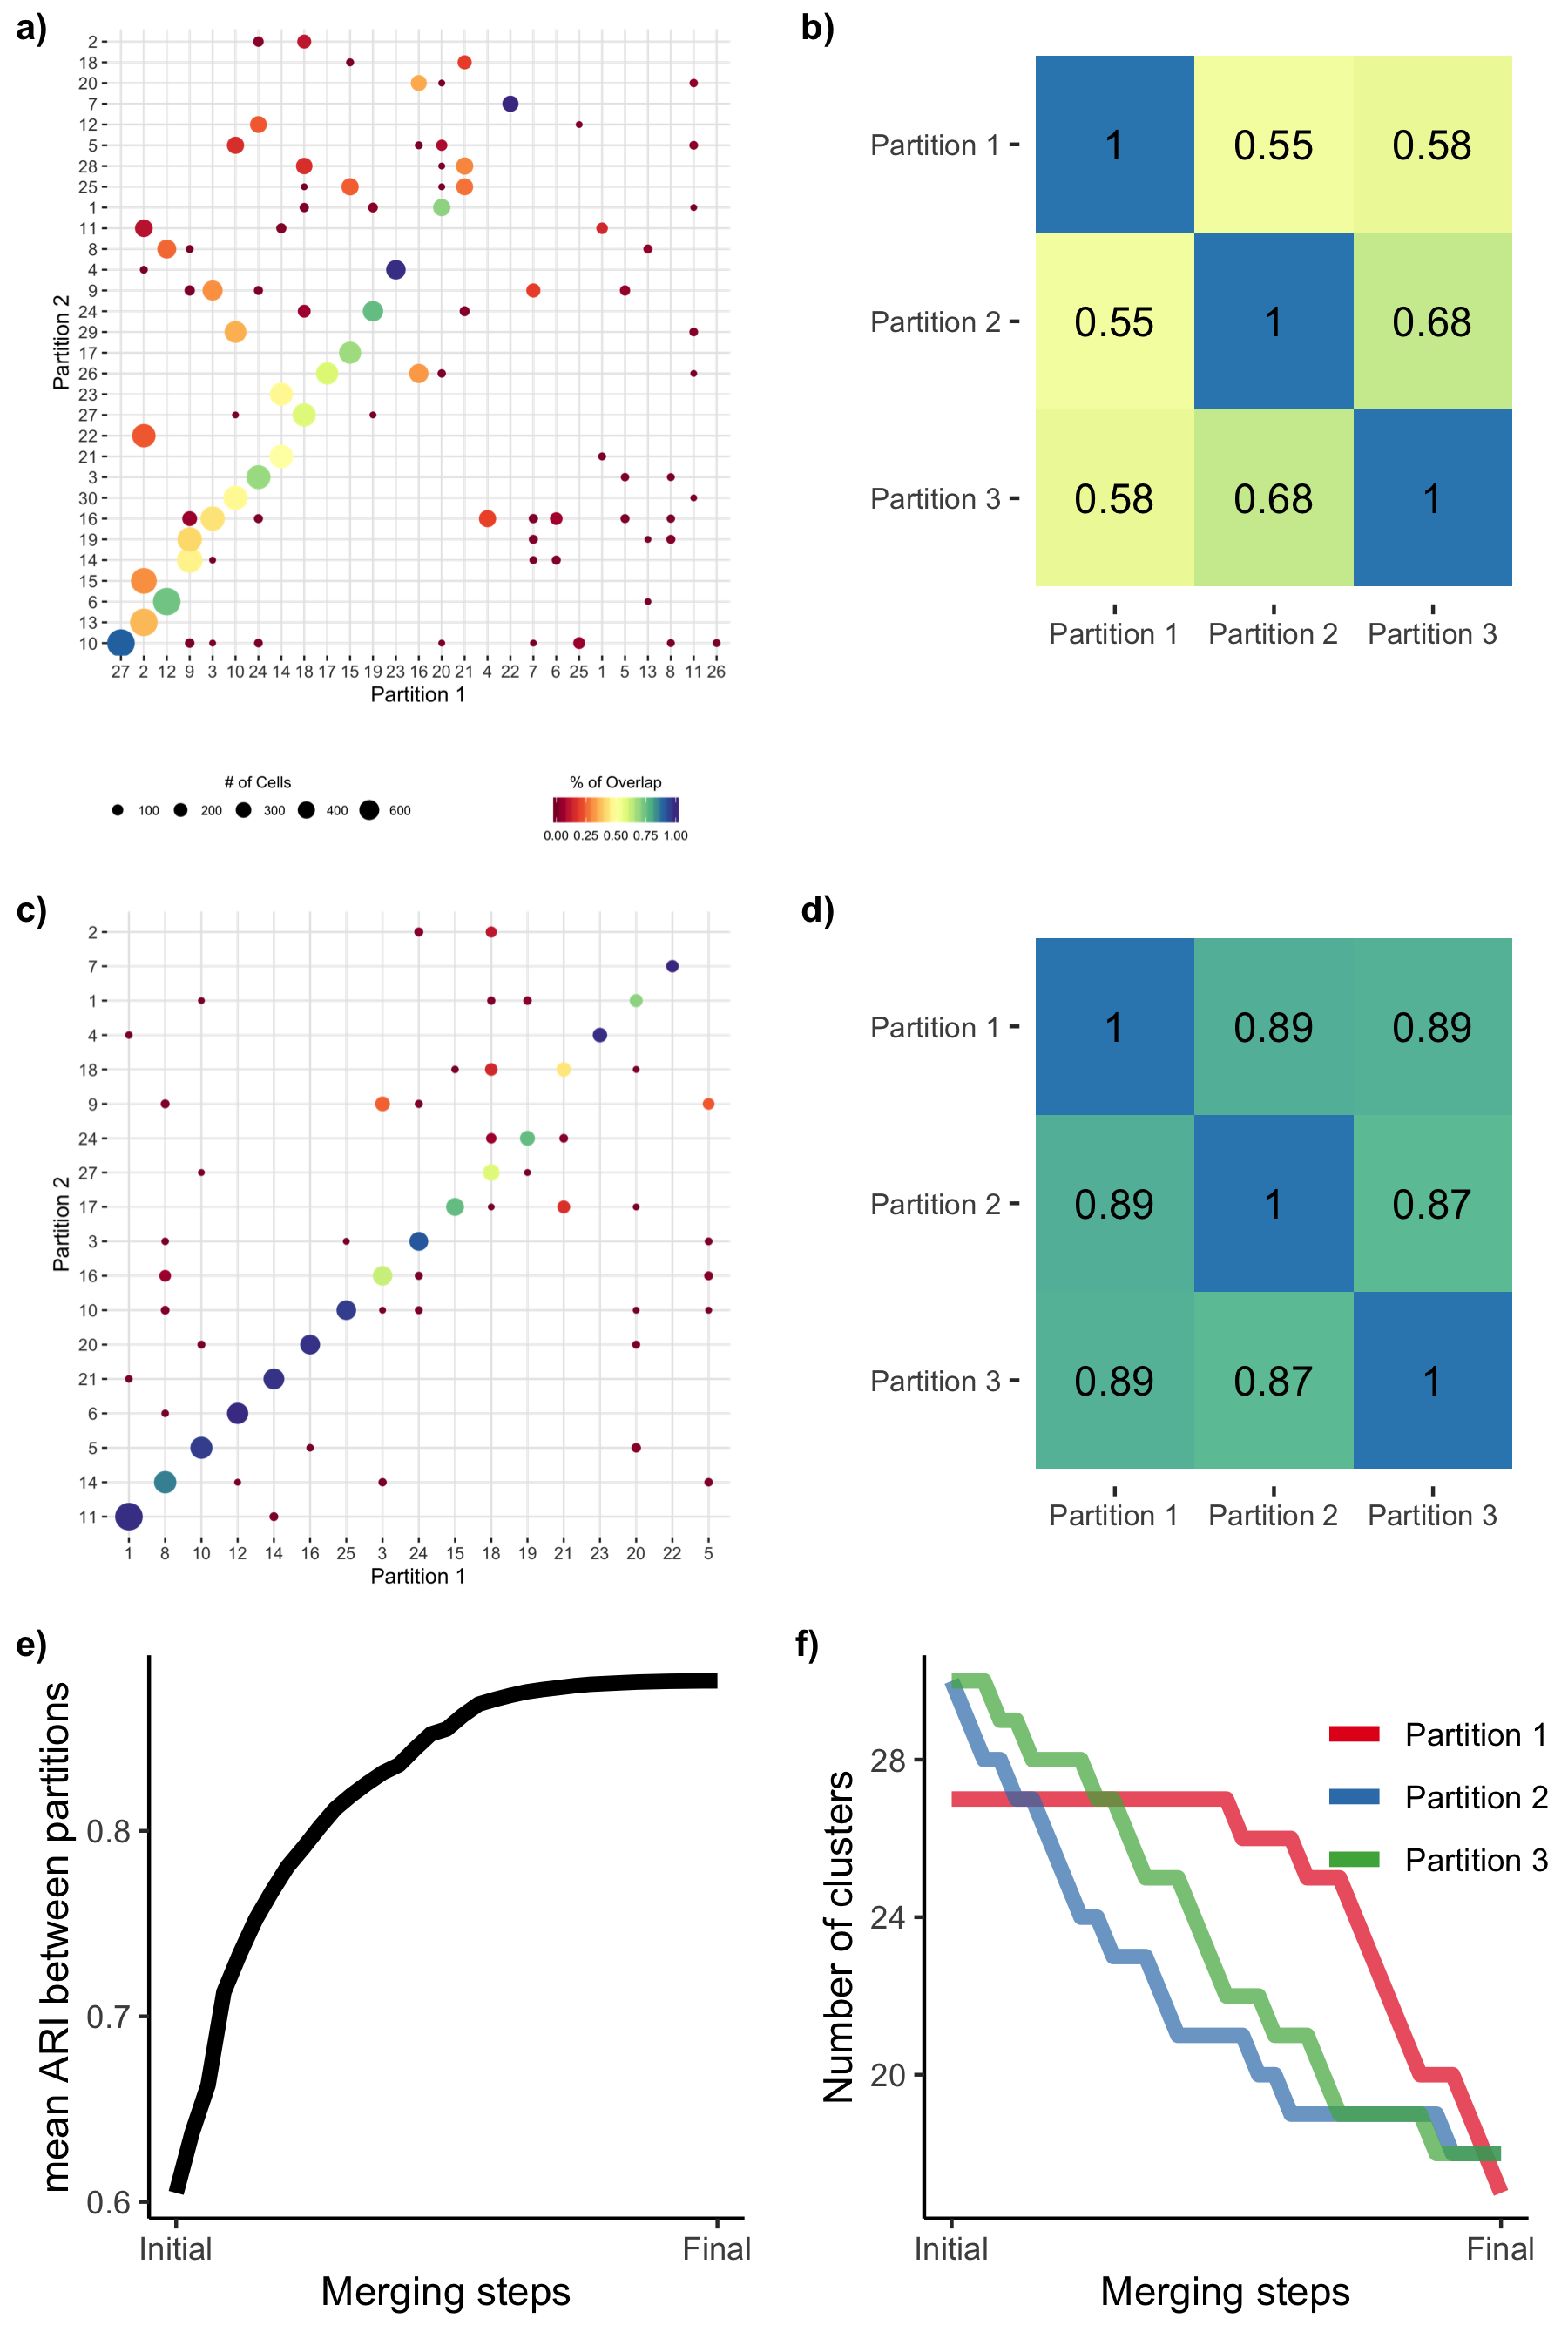 a)
2
18
20
7
12
5
28
25
1
11
8
4
9
24
29
17
26
23
27
22
21
3
30
16
19
14
15
6
13
10
Partition 2
27 2 12 9 3 10 24 14 18 17 15 19 23 16 20 21 4 22 7 6 25 1 5 13 8 11 26
Partition 1
# of Cells
100 200 300 400 600
% of Overlap
0.00 0.25 0.50 0.75 1.00
b)
Partition 1 1 0.55 0.58
Partition 2 0.55 1 0.68
Partition 3 0.58 0.68 1
Partition 1 Partition 2 Partition 3
c)
2
7
1
4
18
9
24
27
17
3
16
10
20
21
6
5
14
11
Partition 2
1 8 10 12 14 16 25 3 24 15 18 19 21 23 20 22 5
Partition 1
d)
Partition 1 1 0.89 0.89
Partition 2 0.89 1 0.87
Partition 3 0.89 0.87 1
Partition 1 Partition 2 Partition 3
e)
mean ARI between partitions
0.8
0.7
0.6
Initial Final
Merging steps
f)
Number of clusters
28
24
20
Partition 1
Partition 2
Partition 3
Initial Final
Merging steps